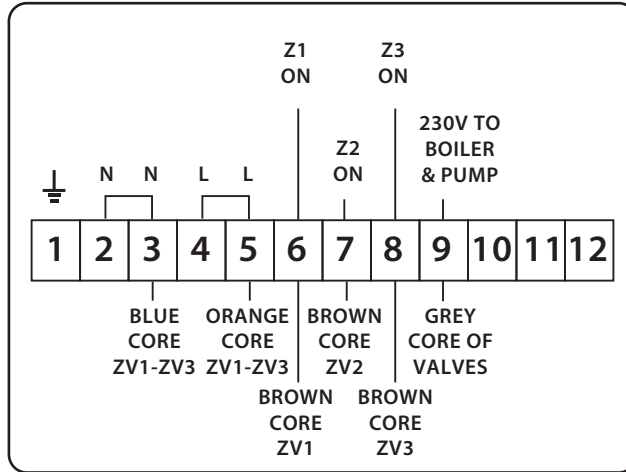 Z1
ON
Z3
ON
Z2
ON
230V TO
BOILER
& PUMP
N N L L
1 2 3 4 5 6 7 8 9 10 11 12
BLUE
CORE
ZV1-ZV3
ORANGE
CORE
ZV1-ZV3
BROWN
CORE
ZV2
GREY
CORE OF
VALVES
BROWN
CORE
ZV1
BROWN
CORE
ZV3